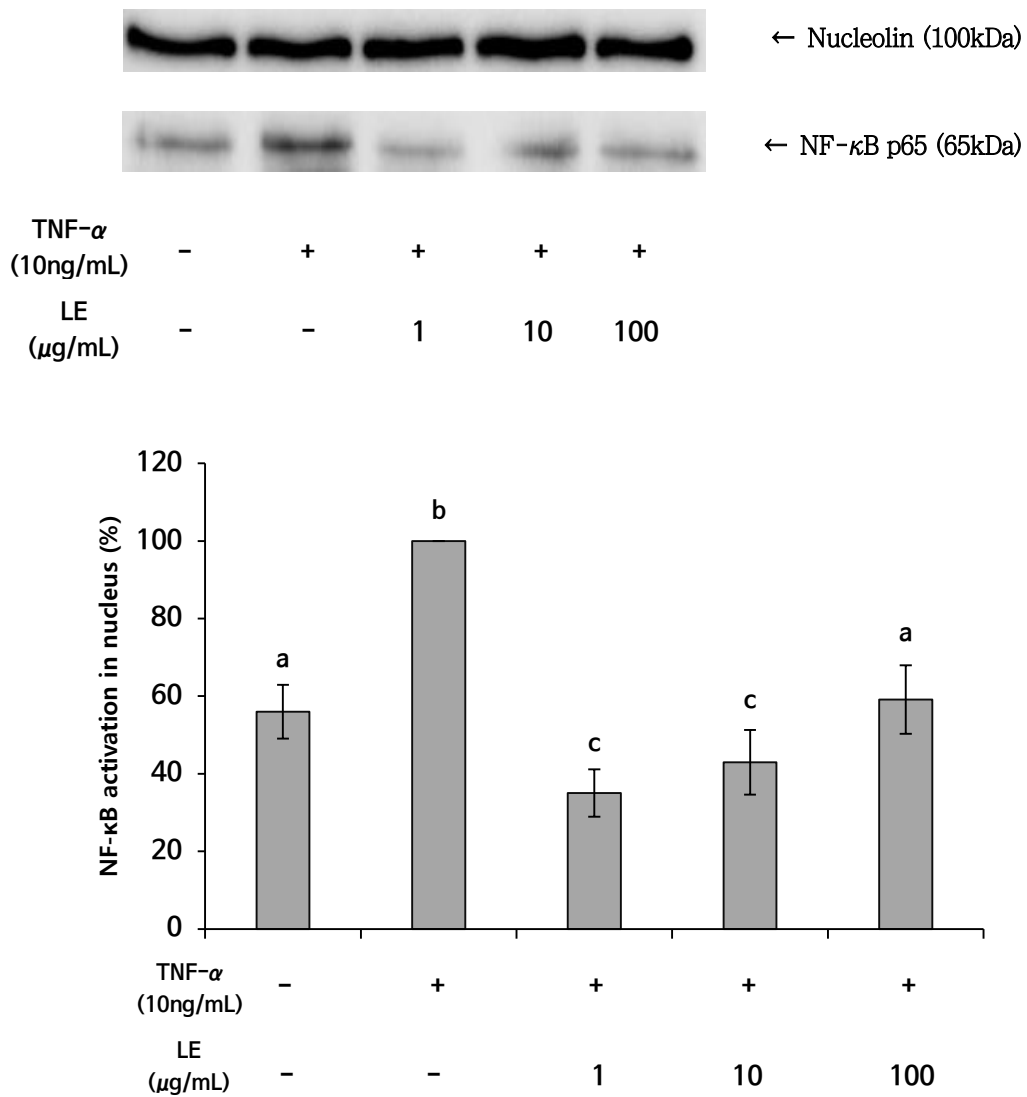 ← Nucleolin (100kDa)
← NF-κB p65 (65kDa)
TNF-α
(10ng/mL)
– + + + +
LE
(μg/mL)
– – 1 10 100
120
100
80
60
40
20
0
NF-κB activation in nucleus (%)
a b c c a
TNF-α
(10ng/mL)
– + + + +
LE
(μg/mL)
– – 1 10 100